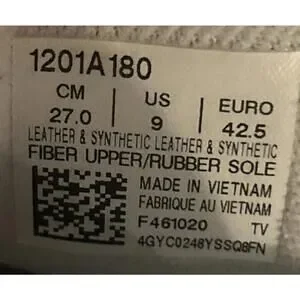 1201A180
CM US EURO
27.0 9 42.5
LEATHER & SYNTHETIC LEATHER & SYNTHETIC
FIBER UPPER/RUBBER SOLE
MADE IN VIETNAM
FABRIQUE AU VIETNAM
F461020 TV
4GYC0248YSSQ8FN